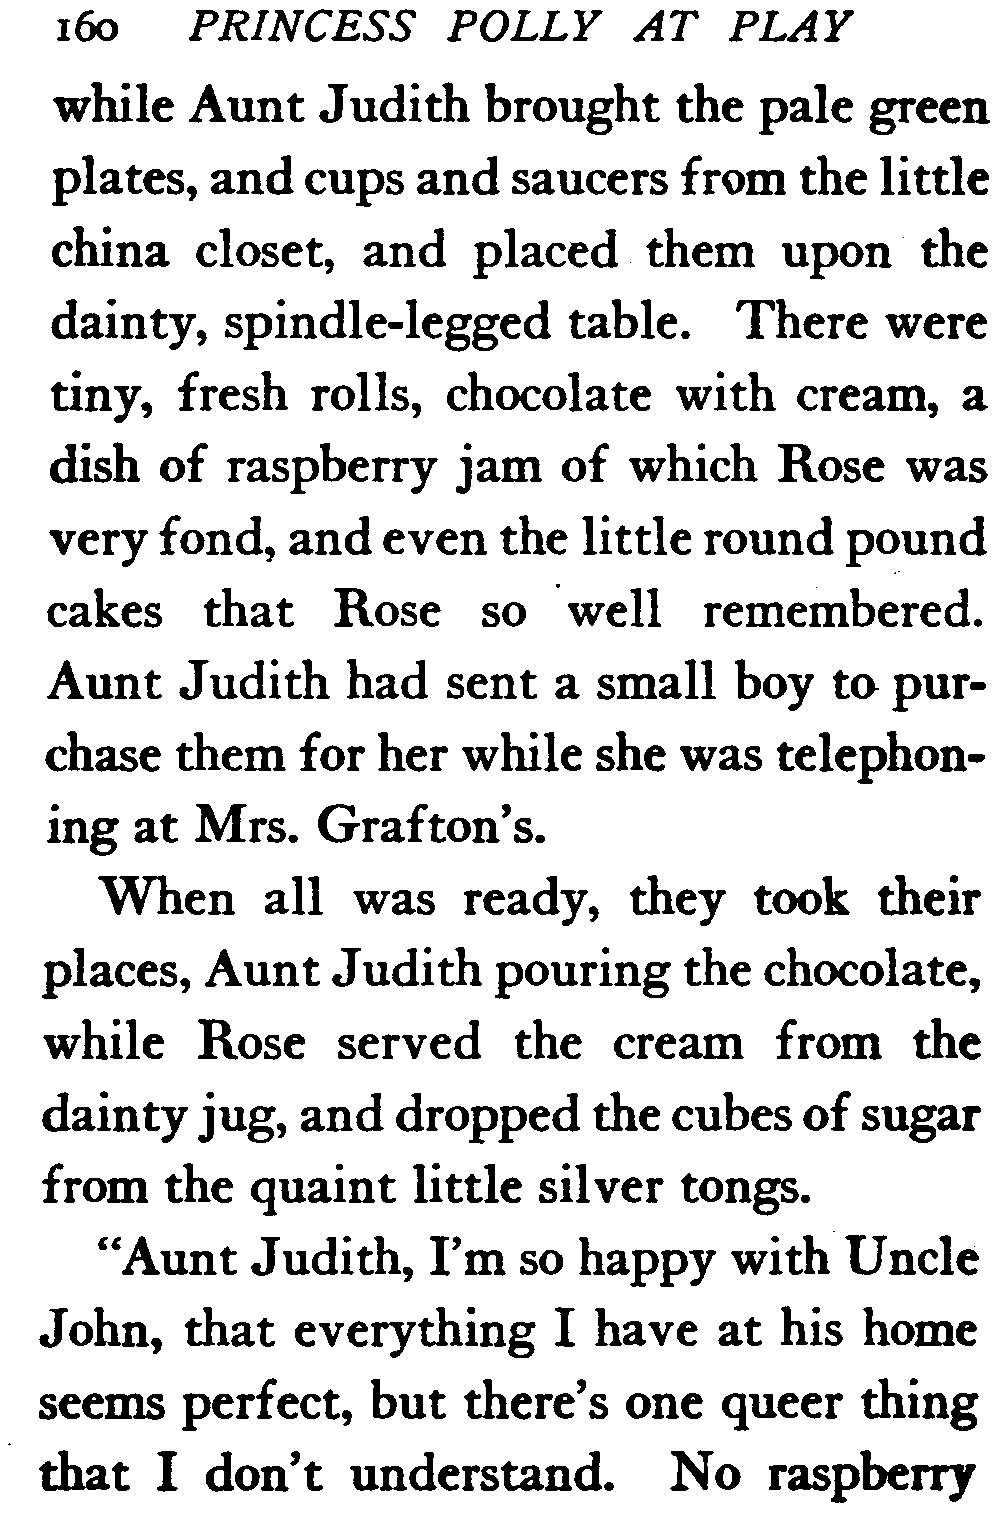 160 PRINCESS POLLY AT PLAY
while Aunt Judith brought the pale green
plates, and cups and saucers from the little
china closet, and placed them upon the
dainty, spindle-legged table. There were
tiny, fresh rolls, chocolate with cream, a
dish of raspberry jam of which Rose was
very fond, and even the little round pound
cakes that Rose so well remembered.
Aunt Judith had sent a small boy to pur-
chase them for her while she was telephon-
ing at Mrs. Grafton's.
When all was ready, they took their
places, Aunt Judith pouring the chocolate,
while Rose served the cream from the
dainty jug, and dropped the cubes of sugar
from the quaint little silver tongs.
"Aunt Judith, I'm so happy with Uncle
John, that everything I have at his home
seems perfect, but there's one queer thing
that I don't understand. No raspberry